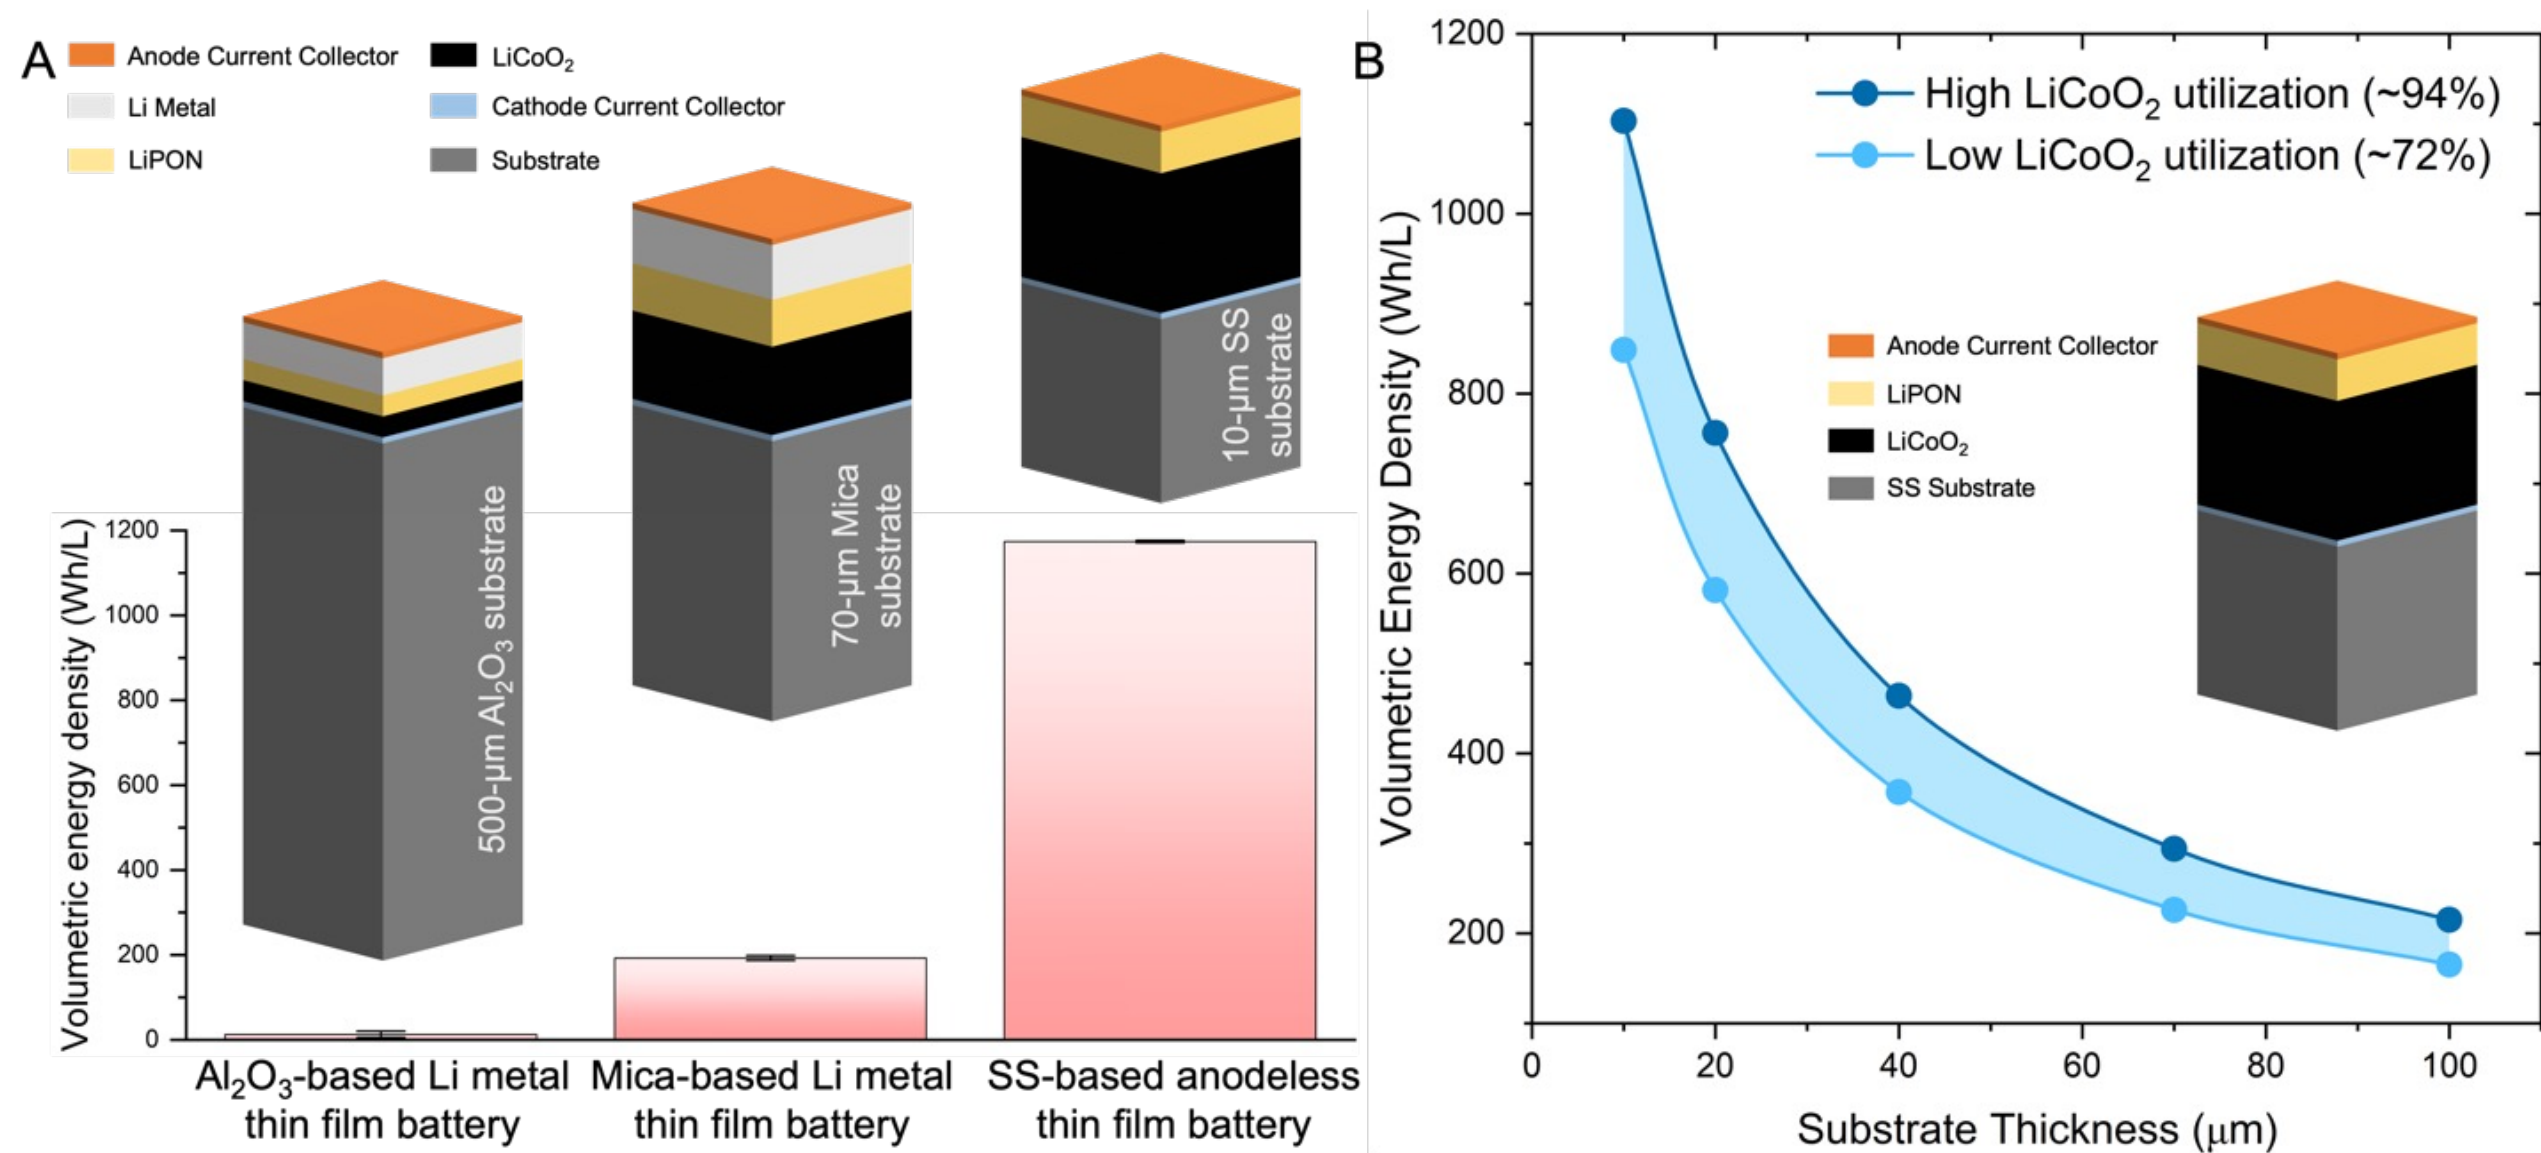 A
Anode Current Collector
Li Metal
LiPON
LiCoO₂
Cathode Current Collector
Substrate
500-μm Al₂O₃ substrate
70-μm Mica
substrate
10-μm SS
substrate
Volumetric energy density (Wh/L)
1200
1000
800
600
400
200
0
Al₂O₃-based Li metal
thin film battery
Mica-based Li metal
thin film battery
SS-based anodeless
thin film battery
B
High LiCoO₂ utilization (~94%)
Low LiCoO₂ utilization (~72%)
Anode Current Collector
LiPON
LiCoO₂
SS Substrate
Volumetric Energy Density (Wh/L)
1200
1000
800
600
400
200
0
20
40
60
80
100
Substrate Thickness (μm)